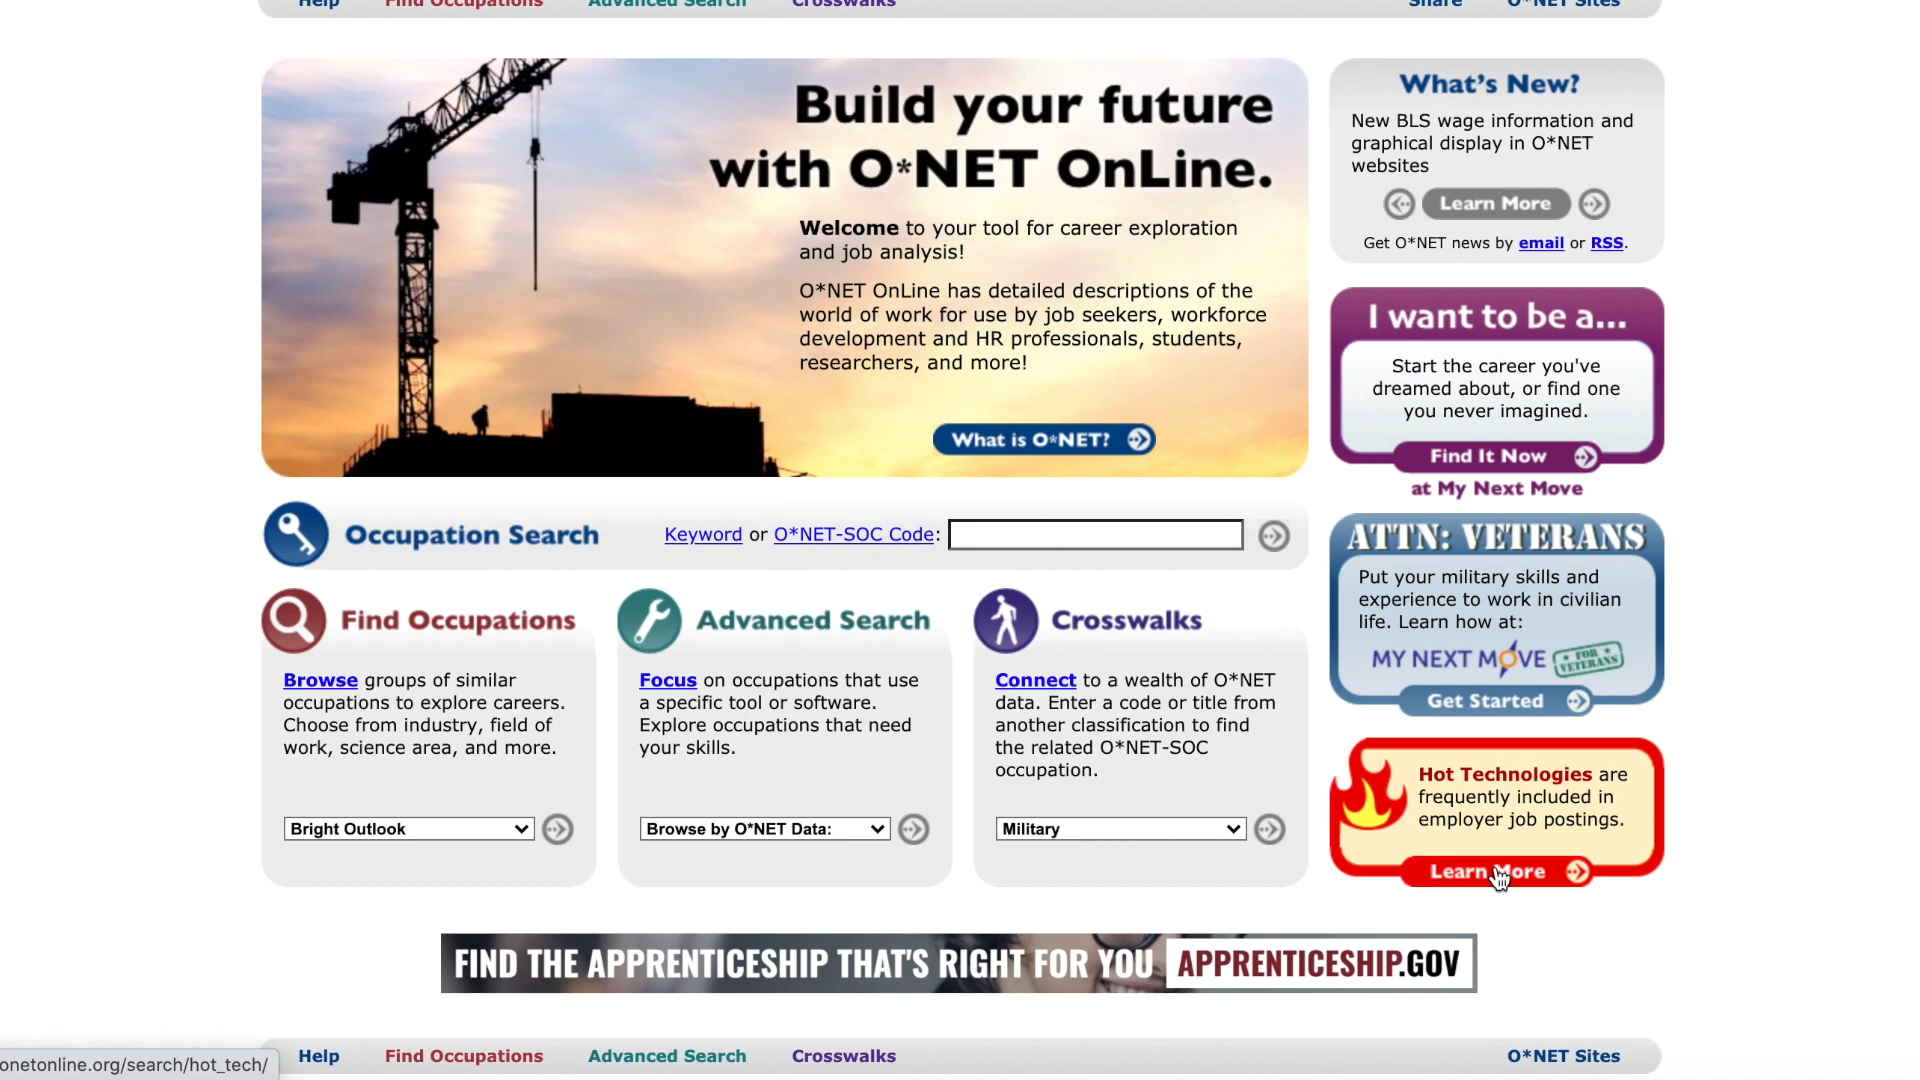 Help Find Occupations Advanced Search Crosswalks Share O*NET Sites
Build your future
with O*NET OnLine.
Welcome to your tool for career exploration
and job analysis!
O*NET OnLine has detailed descriptions of the
world of work for use by job seekers, workforce
development and HR professionals, students,
researchers, and more!
What is O*NET?
What's New?
New BLS wage information and
graphical display in O*NET
websites
Learn More
Get O*NET news by email or RSS.
I want to be a...
Start the career you've
dreamed about, or find one
you never imagined.
Find It Now
at My Next Move
Occupation Search Keyword or O*NET-SOC Code:
ATTN: VETERANS
Put your military skills and
experience to work in civilian
life. Learn how at:
MY NEXT MOVE FOR VETERANS
Get Started
Find Occupations
Browse groups of similar
occupations to explore careers.
Choose from industry, field of
work, science area, and more.
Bright Outlook
Advanced Search
Focus on occupations that use
a specific tool or software.
Explore occupations that need
your skills.
Browse by O*NET Data:
Crosswalks
Connect to a wealth of O*NET
data. Enter a code or title from
another classification to find
the related O*NET-SOC
occupation.
Military
Hot Technologies are
frequently included in
employer job postings.
Learn More
FIND THE APPRENTICESHIP THAT'S RIGHT FOR YOU APPRENTICESHIP.GOV
Help Find Occupations Advanced Search Crosswalks O*NET Sites
onetonline.org/search/hot_tech/